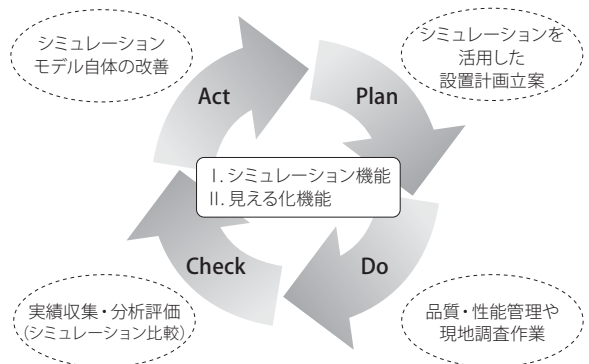 シミュレーション
モデル自体の改善
シミュレーションを
活用した
設置計画立案
Act
Plan
Ⅰ. シミュレーション機能
Ⅱ. 見える化機能
Check
Do
実績収集・分析評価
(シミュレーション比較)
品質・性能管理や
現地調査作業